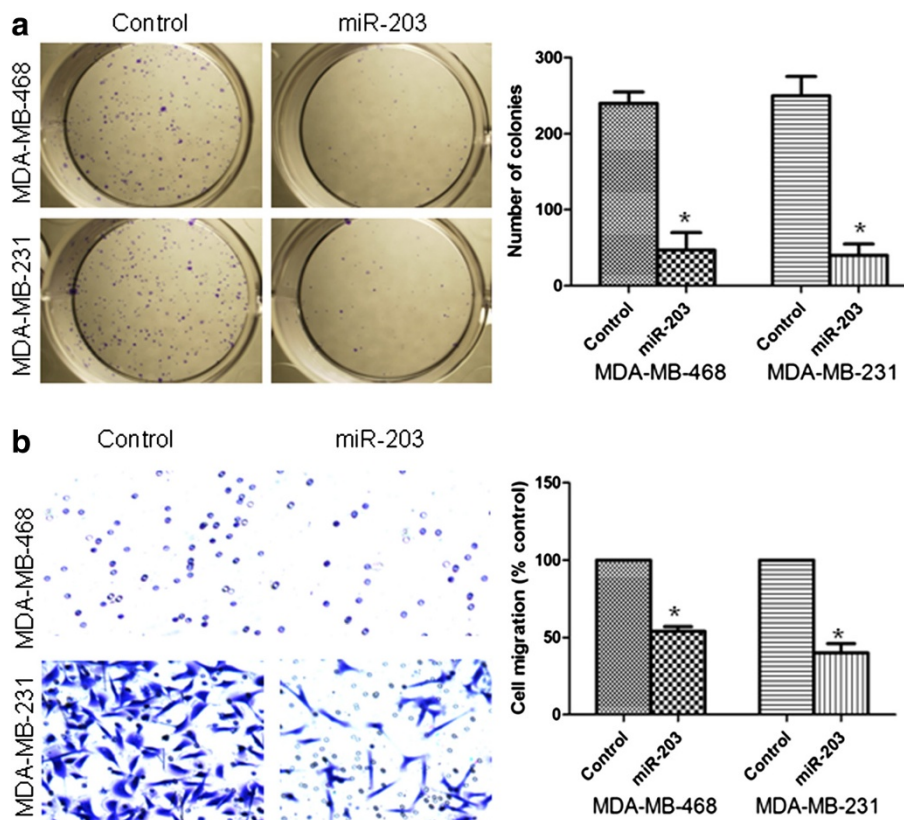 a
Control miR-203
MDA-MB-468
MDA-MB-231
Number of colonies
300
200
100
0
*
*
Control
miR-203
Control
miR-203
MDA-MB-468 MDA-MB-231
b
Control miR-203
MDA-MB-468
MDA-MB-231
Cell migration (% control)
150
100
50
0
*
*
Control
miR-203
Control
miR-203
MDA-MB-468 MDA-MB-231